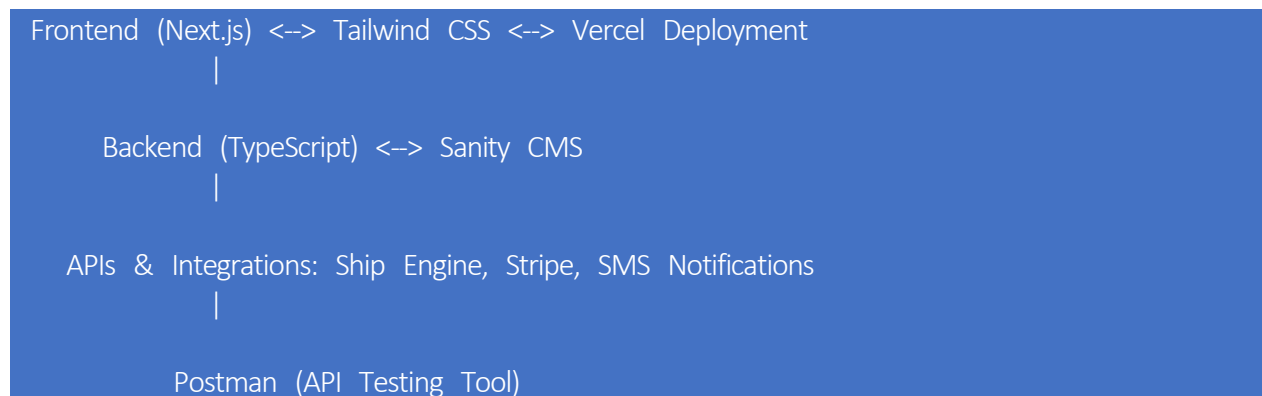 Frontend (Next.js) <--> Tailwind CSS <--> Vercel Deployment
|
Backend (TypeScript) <--> Sanity CMS
|
APIs & Integrations: Ship Engine, Stripe, SMS Notifications
|
Postman (API Testing Tool)